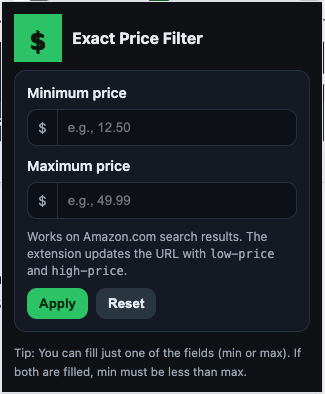 $ Exact Price Filter
Minimum price
$ e.g., 12.50
Maximum price
$ e.g., 49.99
Works on Amazon.com search results. The
extension updates the URL with low-price
and high-price.
Apply Reset
Tip: You can fill just one of the fields (min or max). If
both are filled, min must be less than max.